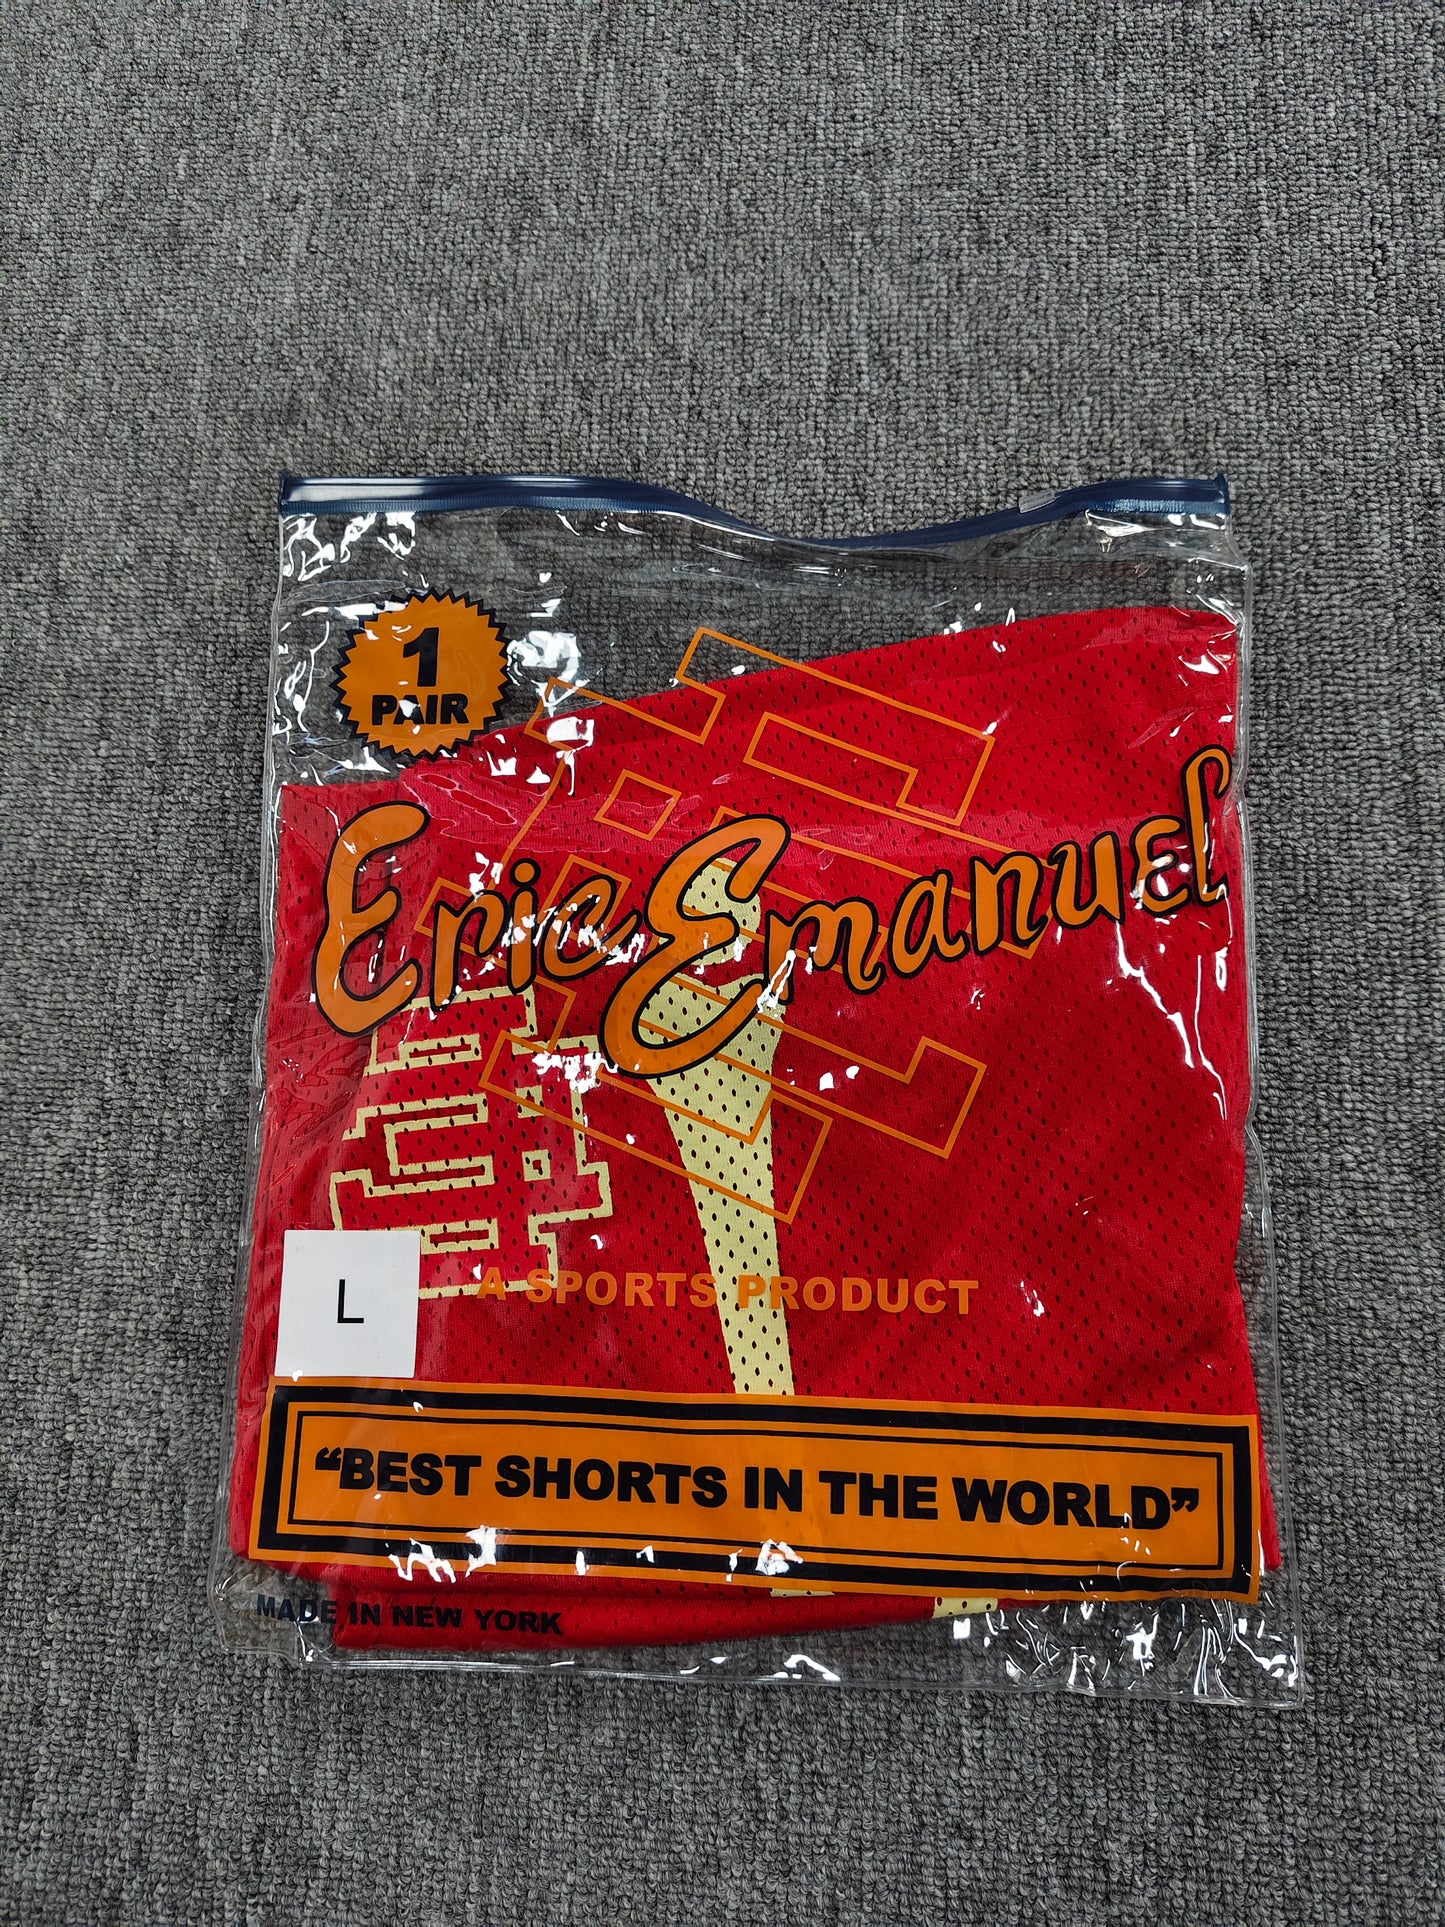 1
PAIR
Eric Emanuel
L
A SPORTS PRODUCT
“BEST SHORTS IN THE WORLD”
MADE IN NEW YORK